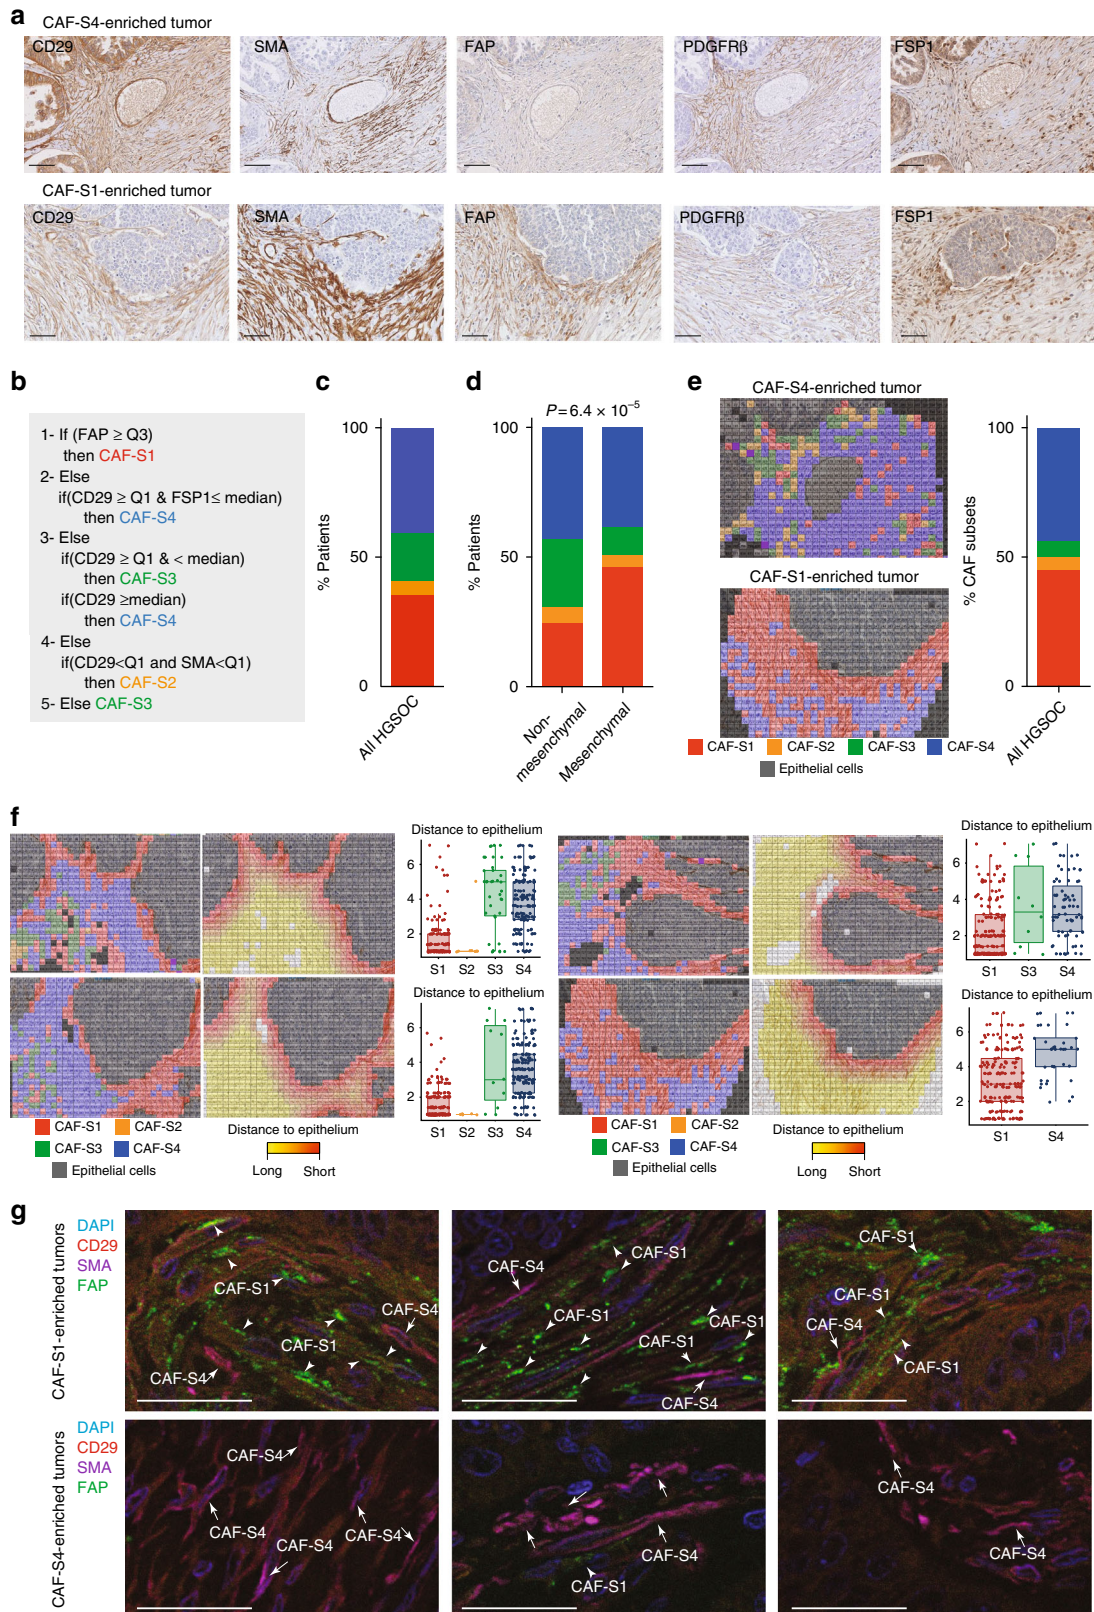 a
CAF-S4-enriched tumor
CD29 SMA FAP PDGFRβ FSP1
CAF-S1-enriched tumor
CD29 SMA FAP PDGFRβ FSP1
b
1- If (FAP ≥ Q3)
then CAF-S1
2- Else
if(CD29 ≥ Q1 & FSP1≤ median)
then CAF-S4
3- Else
if(CD29 ≥ Q1 & < median)
then CAF-S3
if(CD29 ≥median)
then CAF-S4
4- Else
if(CD29<Q1 and SMA<Q1)
then CAF-S2
5- Else CAF-S3
c
% Patients
100
50
0
All HGSOC
d
P = 6.4 × 10⁻⁵
% Patients
100
50
0
Non-mesenchymal
Mesenchymal
e
CAF-S4-enriched tumor
CAF-S1-enriched tumor
CAF-S1 CAF-S2 CAF-S3 CAF-S4
Epithelial cells
% CAF subsets
100
50
0
All HGSOC
f
Distance to epithelium
6
4
2
S1 S2 S3 S4
Distance to epithelium
6
4
2
S1 S2 S3 S4
CAF-S1 CAF-S2
CAF-S3 CAF-S4
Epithelial cells
Distance to epithelium
Long Short
Distance to epithelium
6
4
2
S1 S3 S4
Distance to epithelium
6
4
2
S1 S4
CAF-S1 CAF-S2
CAF-S3 CAF-S4
Epithelial cells
Distance to epithelium
Long Short
g
CAF-S1-enriched tumors
DAPI
CD29
SMA
FAP
CAF-S1
CAF-S4
CAF-S1
CAF-S4
CAF-S1
CAF-S4
CAF-S1
CAF-S1
CAF-S1
CAF-S4
CAF-S1
CAF-S1
CAF-S4
CAF-S1
CAF-S4-enriched tumors
DAPI
CD29
SMA
FAP
CAF-S4
CAF-S4
CAF-S4
CAF-S4
CAF-S4
CAF-S1
CAF-S4
CAF-S4